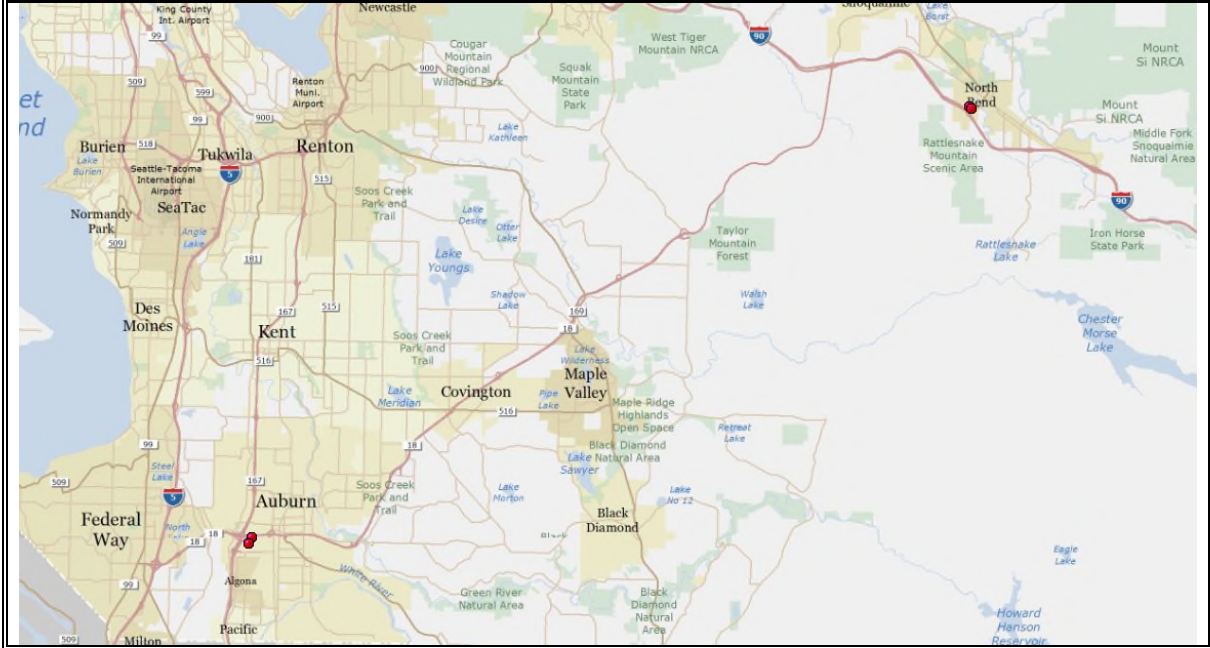 King County
Int. Airport
99
Newcastle
Snoqualmie
Lake
Borst
90
Cougar
Mountain
Regional
Wildland Park
West Tiger
Mountain NRCA
Mount
Si NRCA
Squak
Mountain
State
Park
900
509
599
Renton
Muni.
Airport
North
Bend
Mount
Si NRCA
Middle Fork
Snoqualmie
Natural Area
et
nd
99
900
Lake
Kathleen
Rattlesnake
Mountain
Scenic Area
Burien
518
Tukwila
Renton
Lake
Burien
Seattle-Tacoma
International
Airport
5
515
Soos Creek
Park and
Trail
SeaTac
90
Normandy
Park
509
Angle
Lake
Lake
Desire
Otter
Lake
Taylor
Mountain
Forest
Rattlesnake
Lake
Iron Horse
State Park
181
Lake
Youngs
Shadow
Lake
Walsh
Lake
Des
Moines
167
515
169
18
Chester
Morse
Lake
Kent
Soos Creek
Park and
Trail
516
Lake
Wilderness
Maple
Valley
Lake
Meridian
Covington
Pipe
Lake
516
Maple Ridge
Highlands
Open Space
Retreat
Lake
99
18
Black Diamond
Natural Area
Lake
Sawyer
509
Steel
Lake
167
Soos Creek
Park and
Trail
Lake
Morton
Lake
No 12
5
Auburn
Black
Diamond
Federal
Way
North
18
18
Black
Eagle
Lake
99
Algona
White River
Green River
Natural Area
Black
Diamond
Natural
Area
Howard
Hanson
Reservoir
Pacific
509
Milton